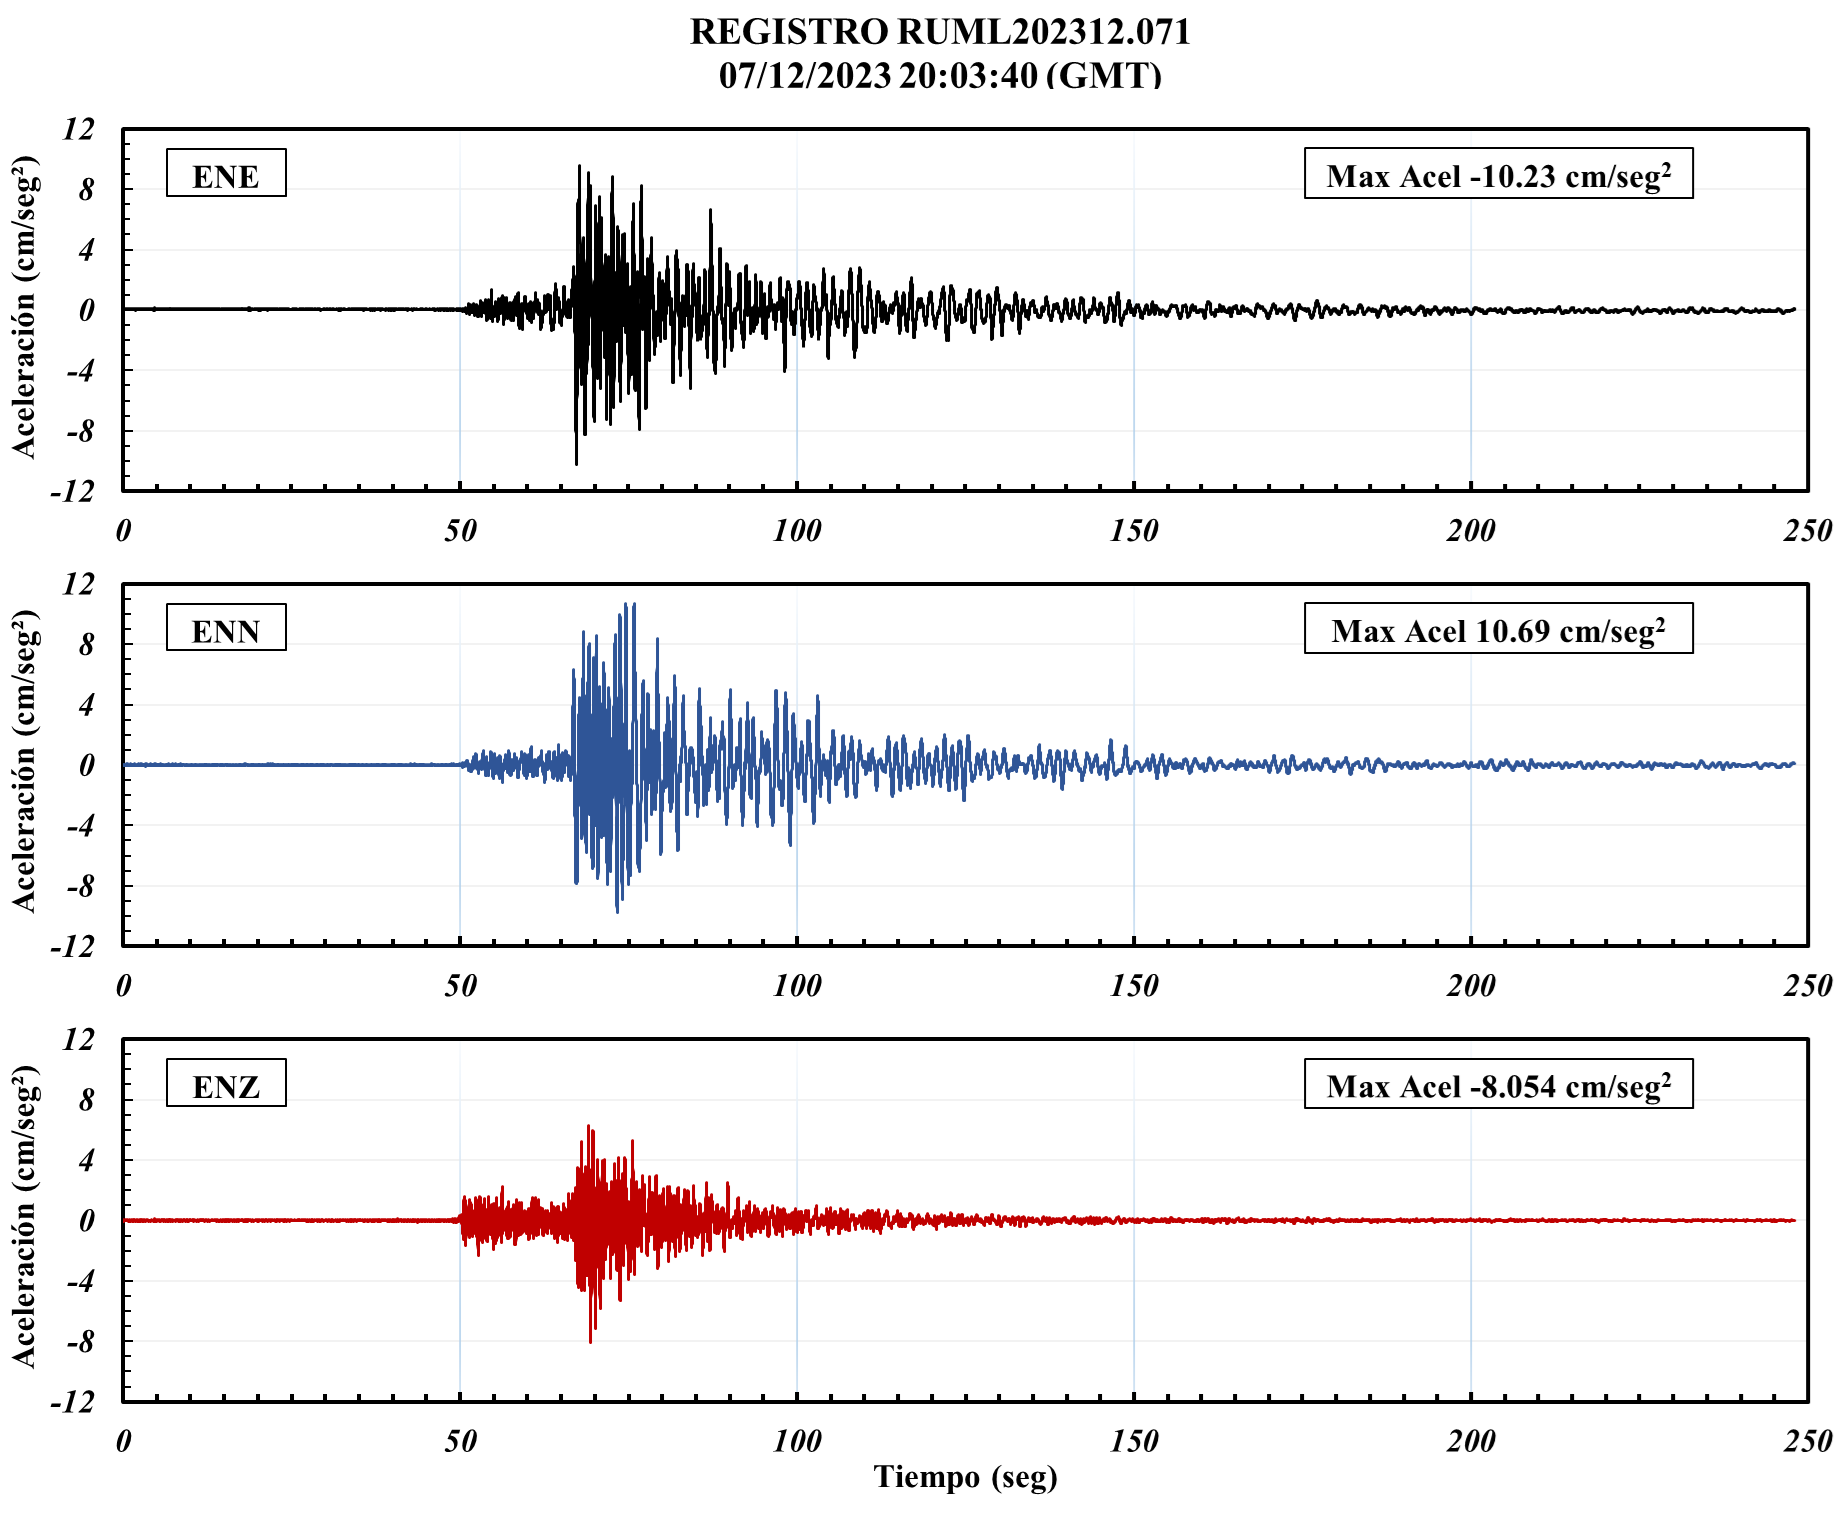 REGISTRO RUML202312.071
07/12/2023 20:03:40 (GMT)
Aceleración (cm/seg²)
12
8
4
0
-4
-8
-12
ENE
Max Acel -10.23 cm/seg²
0 50 100 150 200 250
Aceleración (cm/seg²)
12
8
4
0
-4
-8
-12
ENN
Max Acel 10.69 cm/seg²
0 50 100 150 200 250
Aceleración (cm/seg²)
12
8
4
0
-4
-8
-12
ENZ
Max Acel -8.054 cm/seg²
0 50 100 150 200 250
Tiempo (seg)